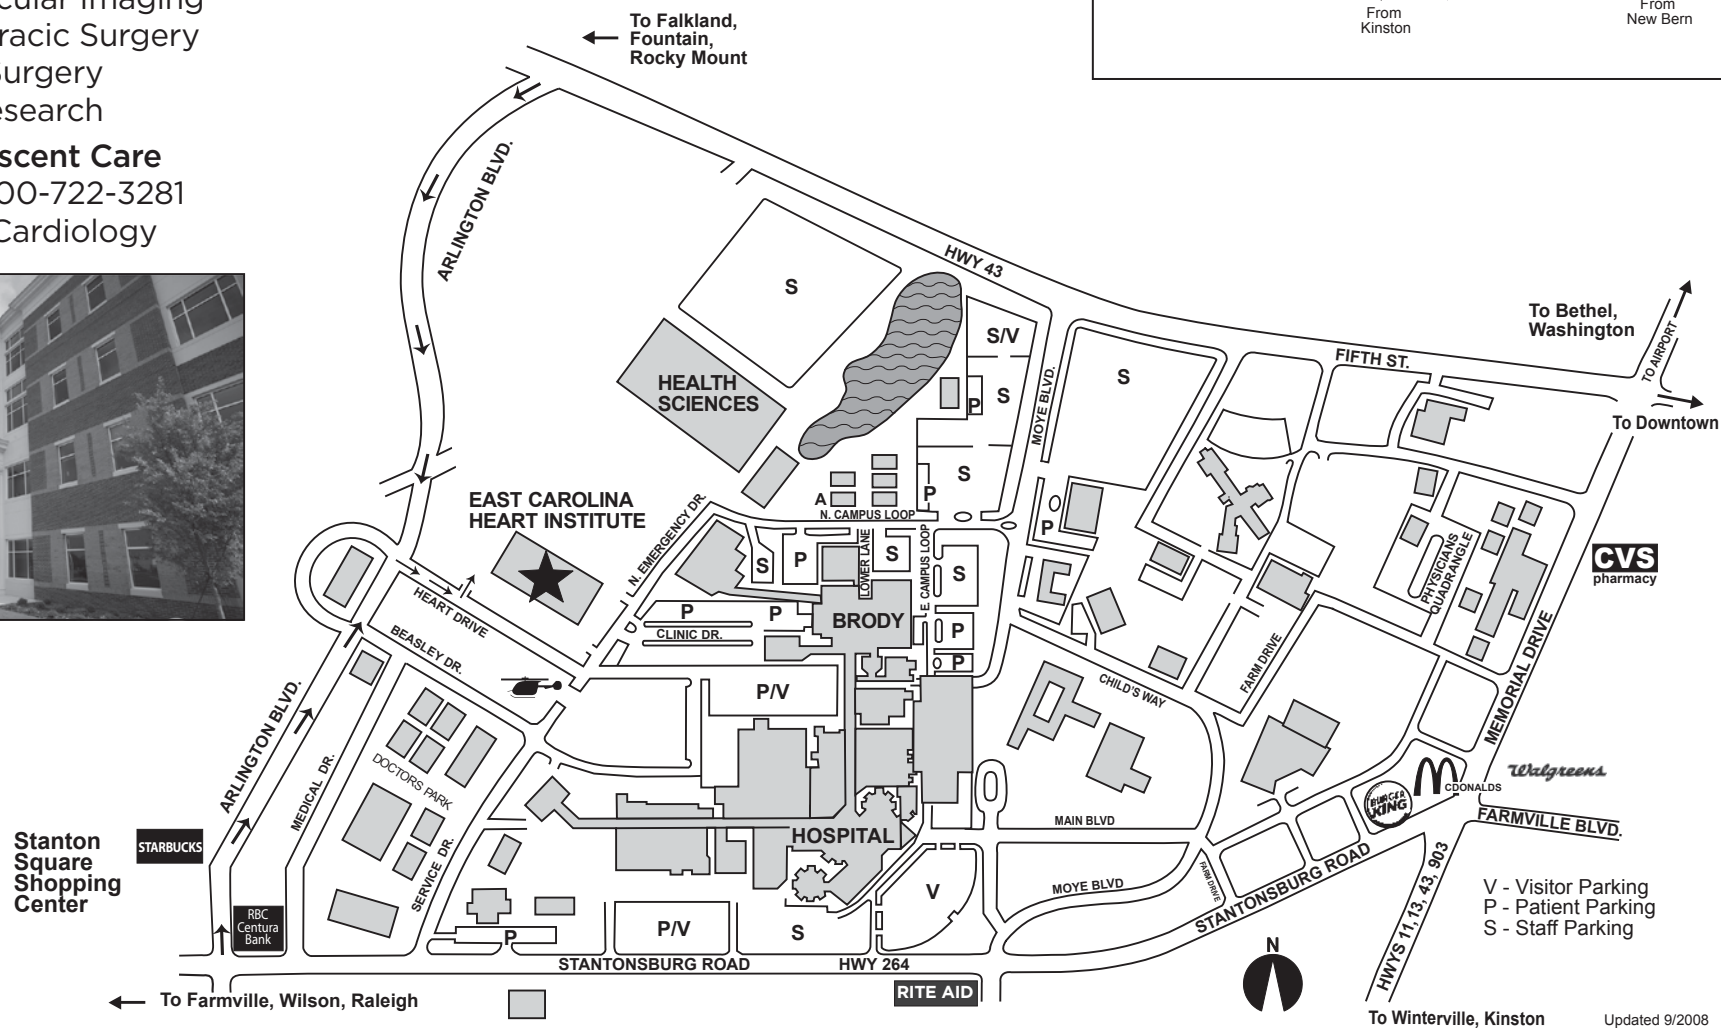 cular Imaging
racic Surgery
Surgery
esearch
scent Care
00-722-3281
Cardiology
From
Kinston
From
New Bern
To Falkland,
Fountain,
Rocky Mount
ARLINGTON BLVD.
HWY 43
S
HEALTH
SCIENCES
S/V
S
P
MOYE BLVD.
S
S
P
A
N. CAMPUS LOOP
FIFTH ST.
To Bethel,
Washington
TO AIRPORT
To Downtown
EAST CAROLINA
HEART INSTITUTE
N. EMERGENCY DR.
S
P
LOWER LANE
S
E. CAMPUS LOOP
S
P
PHYSICIANS
QUADRANGLE
CVS
pharmacy
HEART DRIVE
BEASLEY DR.
P
P
CLINIC DR.
BRODY
P
P
P/V
CHILD'S WAY
FARM DRIVE
MEMORIAL DRIVE
ARLINGTON BLVD.
MEDICAL DR.
DOCTORS PARK
SERVICE DR.
HOSPITAL
MAIN BLVD
MOYE BLVD
FARM DRIVE
BURGER
KING
MCDONALDS
Walgreens
FARMVILLE BLVD.
Stanton
Square
Shopping
Center
STARBUCKS
RBC
Centura
Bank
P
P/V
S
V
STANTONSBURG ROAD
HWY 264
STANTONSBURG ROAD
HWYS 11, 13, 43, 903
V - Visitor Parking
P - Patient Parking
S - Staff Parking
N
RITE AID
To Farmville, Wilson, Raleigh
To Winterville, Kinston
Updated 9/2008